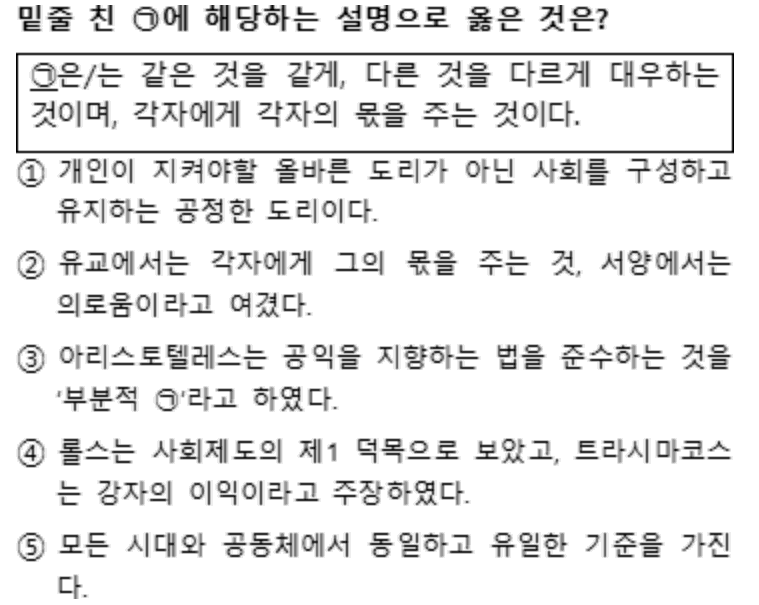 밑줄 친 ㉠에 해당하는 설명으로 옳은 것은?
㉠은/는 같은 것을 같게, 다른 것을 다르게 대우하는
것이며, 각자에게 각자의 몫을 주는 것이다.
① 개인이 지켜야할 올바른 도리가 아닌 사회를 구성하고
유지하는 공정한 도리이다.
② 유교에서는 각자에게 그의 몫을 주는 것, 서양에서는
의로움이라고 여겼다.
③ 아리스토텔레스는 공익을 지향하는 법을 준수하는 것을
‘부분적 ㉠’라고 하였다.
④ 롤스는 사회제도의 제1 덕목으로 보았고, 트라시마코스
는 강자의 이익이라고 주장하였다.
⑤ 모든 시대와 공동체에서 동일하고 유일한 기준을 가진
다.